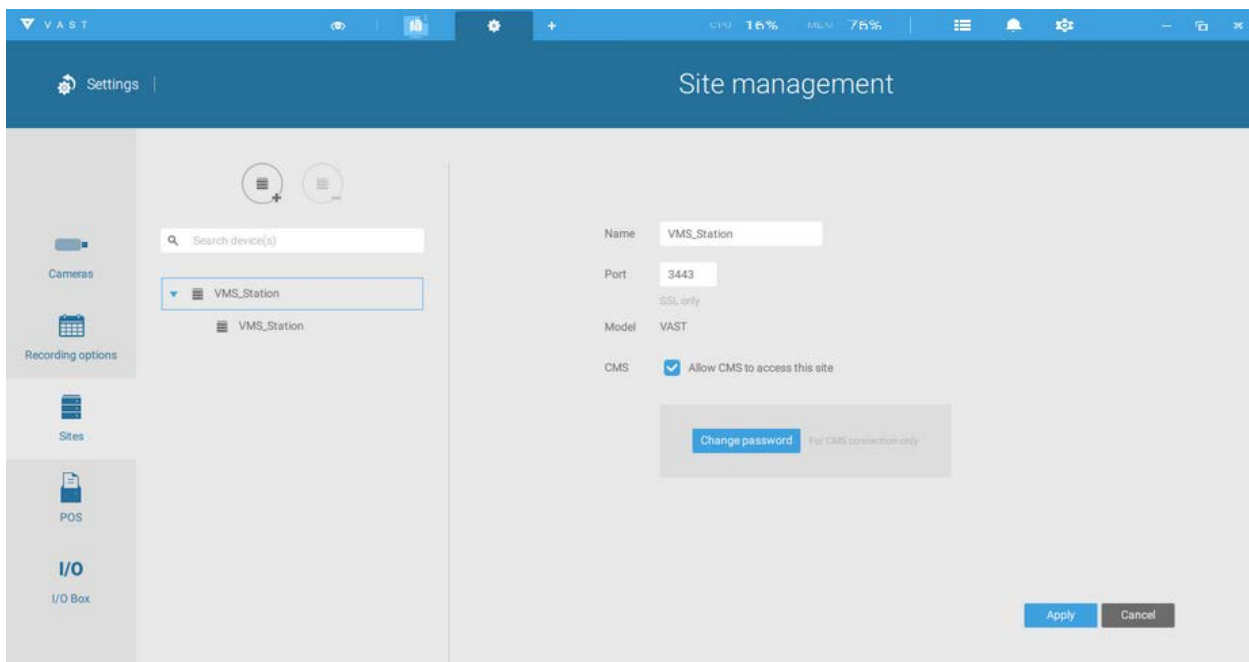 VAST
CPU 16% MEM 76%
Settings
Site management
Search device(s)
VMS_Station
VMS_Station
Cameras
Recording options
Sites
POS
I/O
I/O Box
Name VMS_Station
Port 3443
SSL only
Model VAST
CMS Allow CMS to access this site
Change password For CMS connection only
Apply Cancel